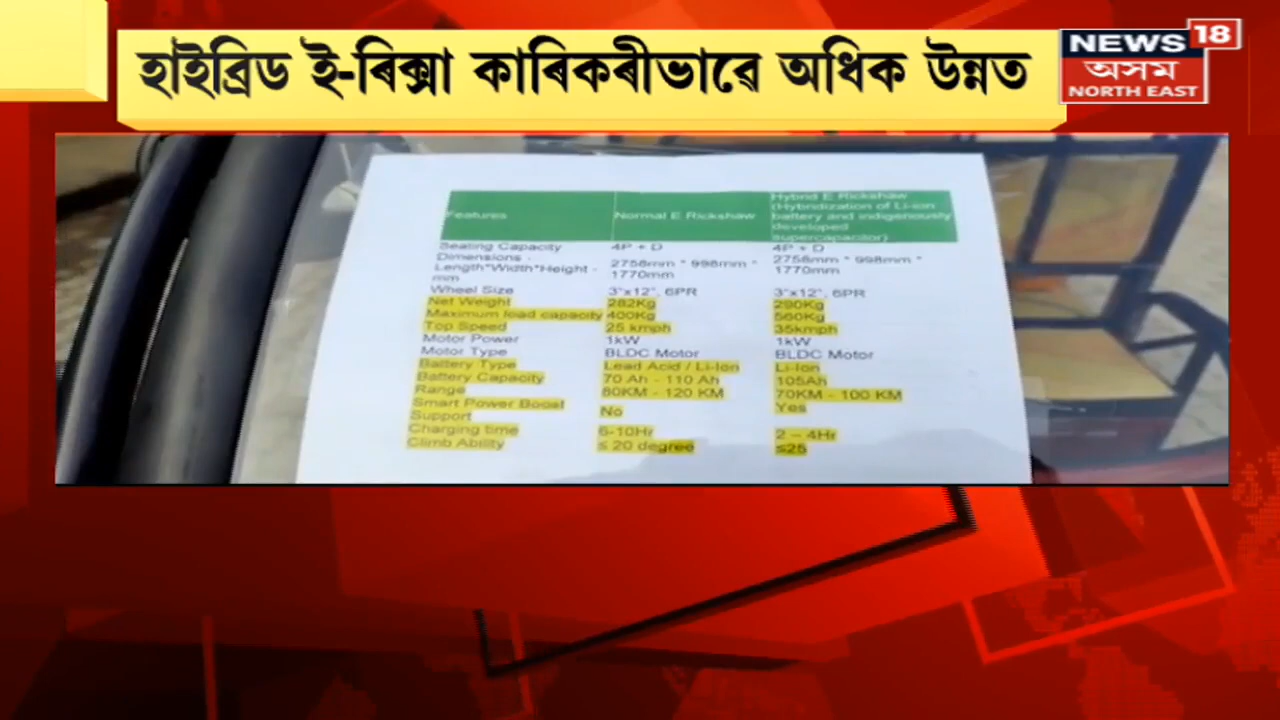 হাইব্ৰিড ই-ৰিক্সা কাৰিকৰীভাৱে অধিক উন্নত
NEWS 18
অসম
NORTH EAST
Features Normal E Rickshaw Hybrid E Rickshaw (Hybridization of Li-ion battery and indigenously developed supercapacitor)
Seating Capacity 4P + D 4P + D
Dimensions - Length*Width*Height - mm 2758mm * 998mm * 1770mm 2758mm * 998mm * 1770mm
Wheel Size 3"x12", 6PR 3"x12", 6PR
Net Weight 282Kg 290Kg
Maximum load capacity 400Kg 560Kg
Top Speed 25 kmph 35kmph
Motor Power 1kW 1kW
Motor Type BLDC Motor BLDC Motor
Battery Type Lead Acid / Li-Ion Li-Ion
Battery Capacity 70 Ah - 110 Ah 105Ah
Range 80KM - 120 KM 70KM - 100 KM
Smart Power Boost Support No Yes
Charging time 6-10Hr 2 – 4Hr
Climb Ability ≤ 20 degree ≤25